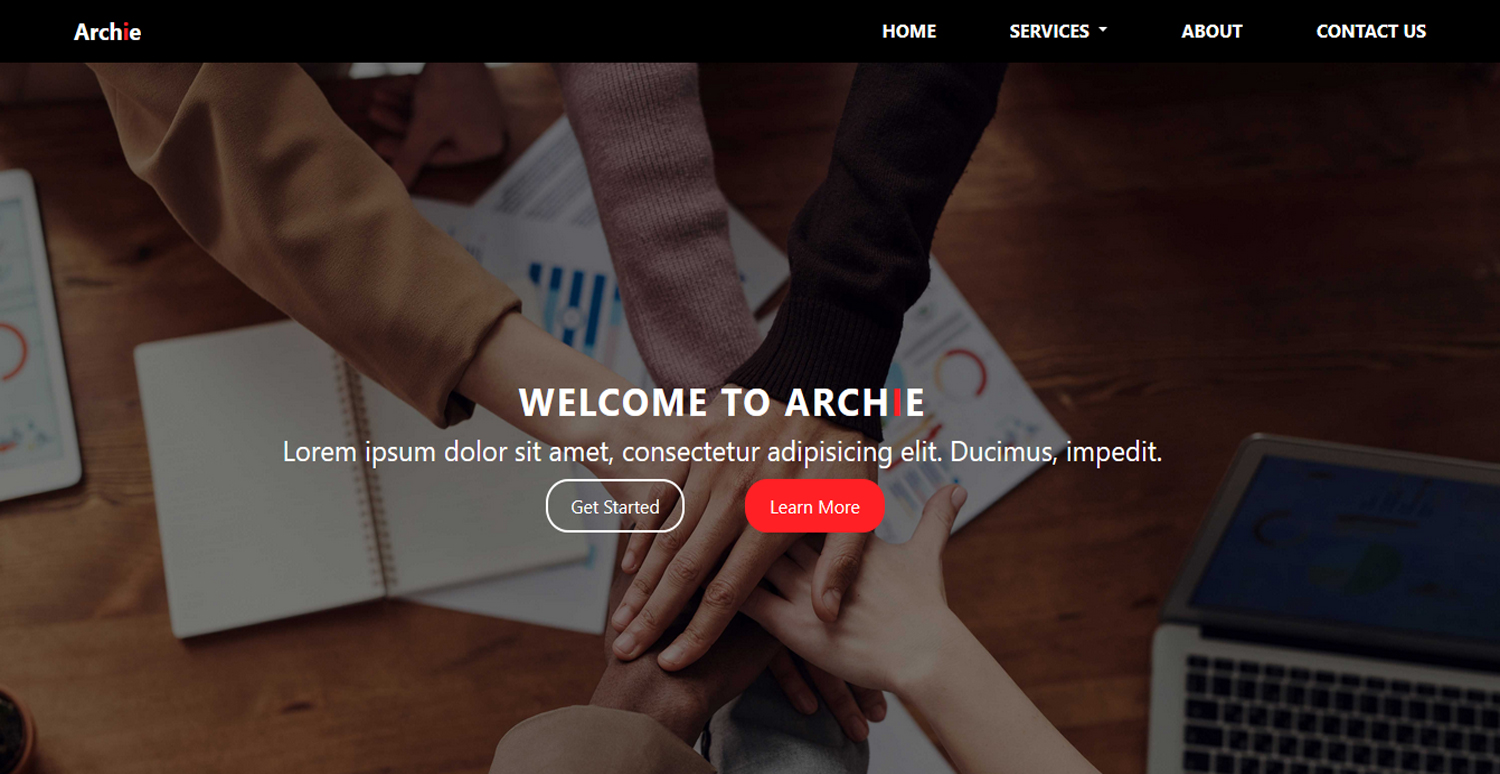 Archie
HOME SERVICES ABOUT CONTACT US
WELCOME TO ARCHIE
Lorem ipsum dolor sit amet, consectetur adipisicing elit. Ducimus, impedit.
Get Started Learn More